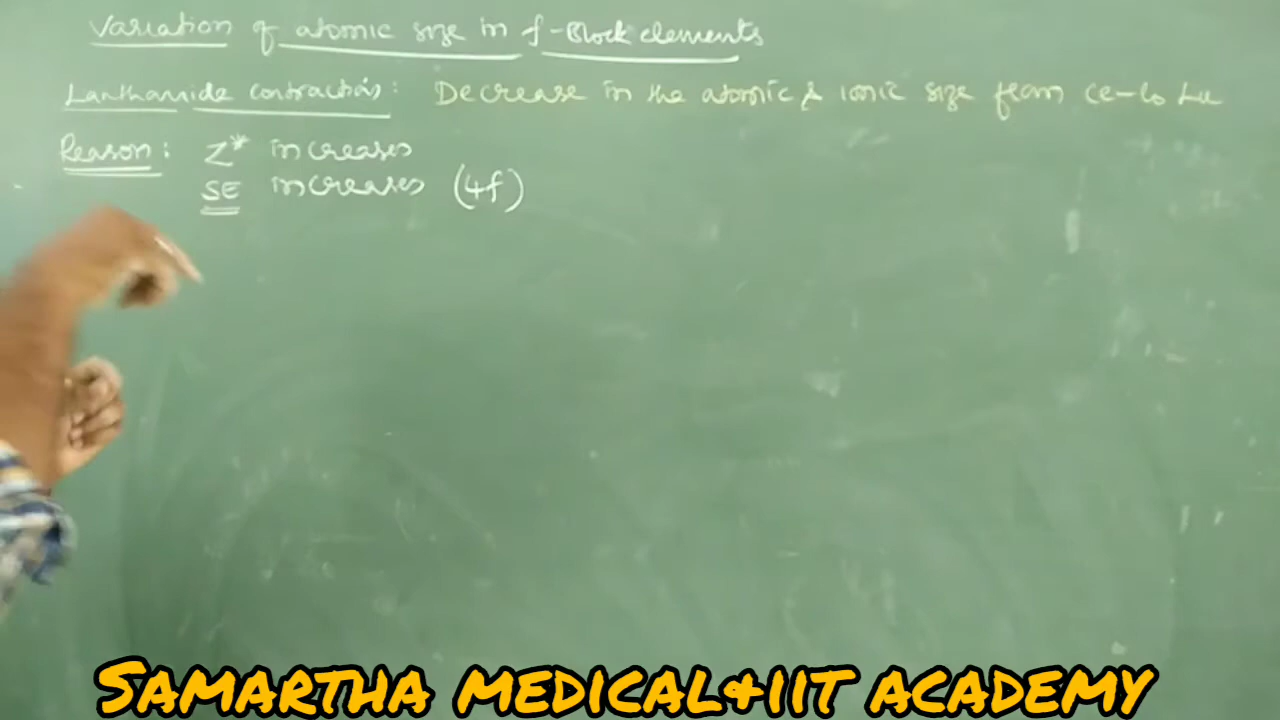 Variation of atomic size in f-Block elements
Lanthanide contraction: Decrease in the atomic & ionic size from Ce-to Lu
Reason: Z* increases
SE increases (4f)
SAMARTHA MEDICAL&IIT ACADEMY